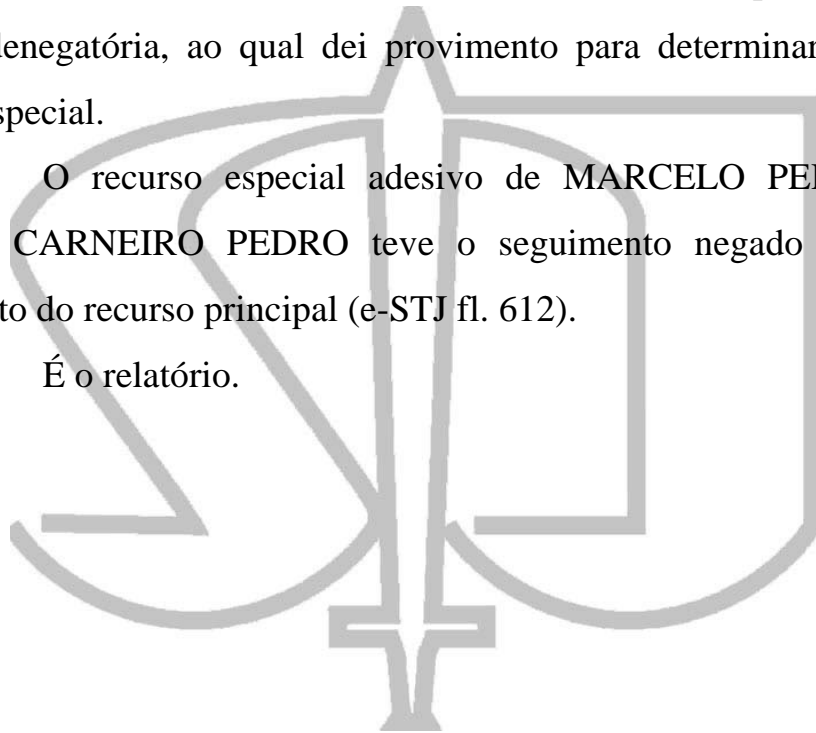 denegatória, ao qual dei provimento para determinar
special.
O recurso especial adesivo de MARCELO PE
CARNEIRO PEDRO teve o seguimento negado
to do recurso principal (e-STJ fl. 612).
É o relatório.